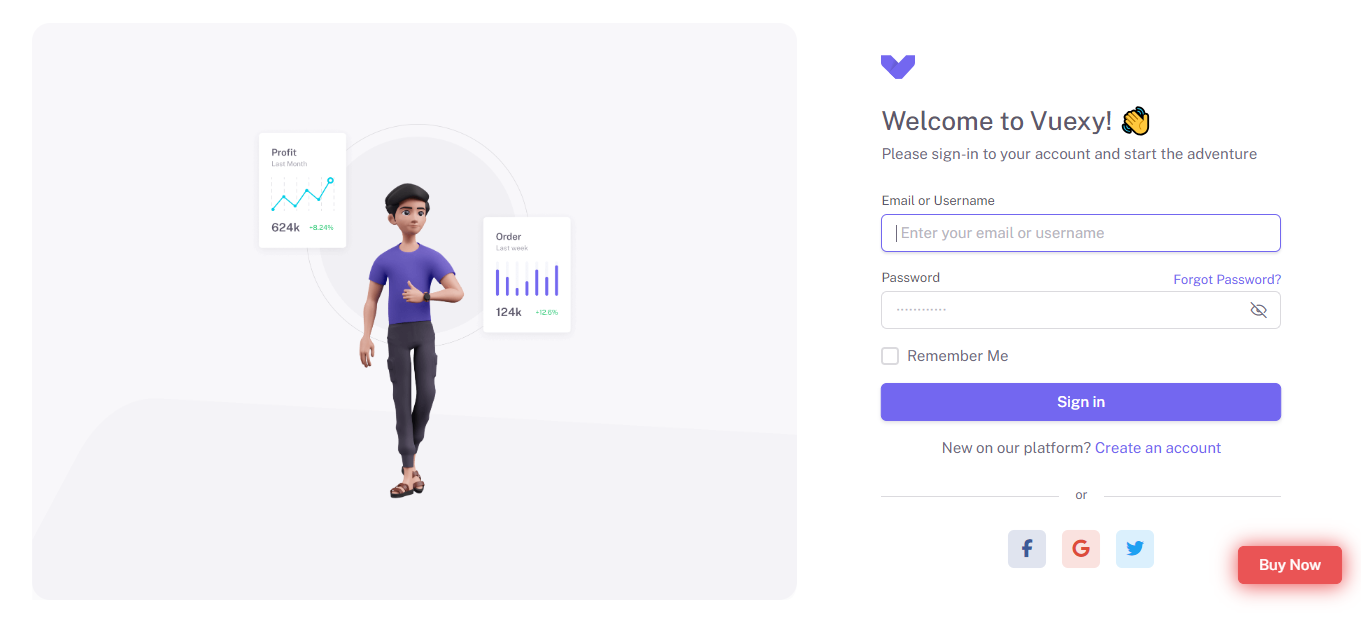 Profit
Last Month
624k +8.24%
Order
Last week
124k +12.6%
Welcome to Vuexy! 👋
Please sign-in to your account and start the adventure
Email or Username
Enter your email or username
Password Forgot Password?
············
Remember Me
Sign in
New on our platform? Create an account
or
Buy Now